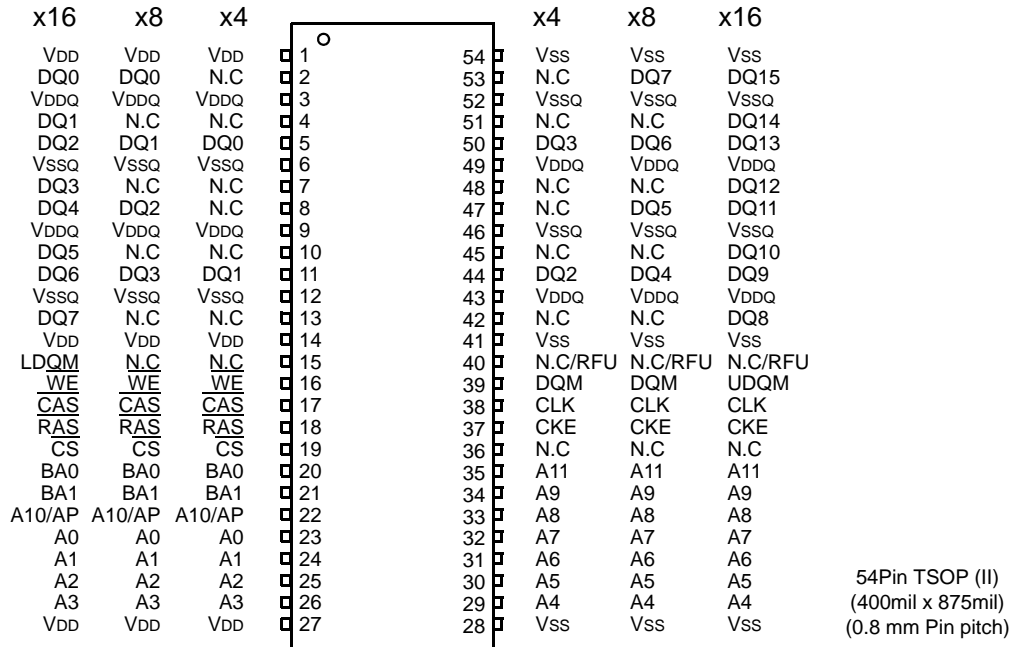 x16 x8 x4 x4 x8 x16
VDD VDD VDD 1 54 VSS VSS VSS
DQ0 DQ0 N.C 2 53 N.C DQ7 DQ15
VDDQ VDDQ VDDQ 3 52 VSSQ VSSQ VSSQ
DQ1 N.C N.C 4 51 N.C N.C DQ14
DQ2 DQ1 DQ0 5 50 DQ3 DQ6 DQ13
VSSQ VSSQ VSSQ 6 49 VDDQ VDDQ VDDQ
DQ3 N.C N.C 7 48 N.C N.C DQ12
DQ4 DQ2 N.C 8 47 N.C DQ5 DQ11
VDDQ VDDQ VDDQ 9 46 VSSQ VSSQ VSSQ
DQ5 N.C N.C 10 45 N.C N.C DQ10
DQ6 DQ3 DQ1 11 44 DQ2 DQ4 DQ9
VSSQ VSSQ VSSQ 12 43 VDDQ VDDQ VDDQ
DQ7 N.C N.C 13 42 N.C N.C DQ8
VDD VDD VDD 14 41 VSS VSS VSS
LDQM N.C N.C 15 40 N.C/RFU N.C/RFU N.C/RFU
WE WE WE 16 39 DQM DQM UDQM
CAS CAS CAS 17 38 CLK CLK CLK
RAS RAS RAS 18 37 CKE CKE CKE
CS CS CS 19 36 N.C N.C N.C
BA0 BA0 BA0 20 35 A11 A11 A11
BA1 BA1 BA1 21 34 A9 A9 A9
A10/AP A10/AP A10/AP 22 33 A8 A8 A8
A0 A0 A0 23 32 A7 A7 A7
A1 A1 A1 24 31 A6 A6 A6
A2 A2 A2 25 30 A5 A5 A5
A3 A3 A3 26 29 A4 A4 A4
VDD VDD VDD 27 28 VSS VSS VSS
54Pin TSOP (II)
(400mil x 875mil)
(0.8 mm Pin pitch)